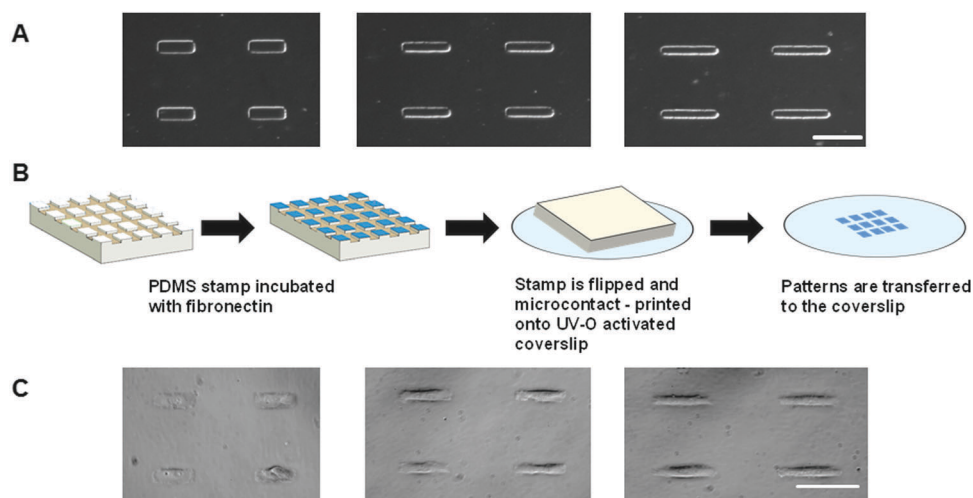 A
B
PDMS stamp incubated
with fibronectin
Stamp is flipped and
microcontact - printed
onto UV-O activated
coverslip
Patterns are transferred
to the coverslip
C